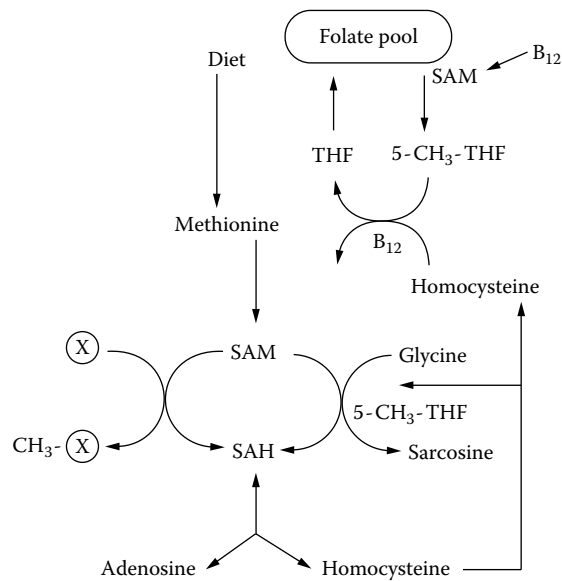 Folate pool
Diet
SAM
B₁₂
THF
5-CH₃-THF
Methionine
B₁₂
Homocysteine
X
SAM
Glycine
5-CH₃-THF
CH₃-X
SAH
Sarcosine
Adenosine
Homocysteine